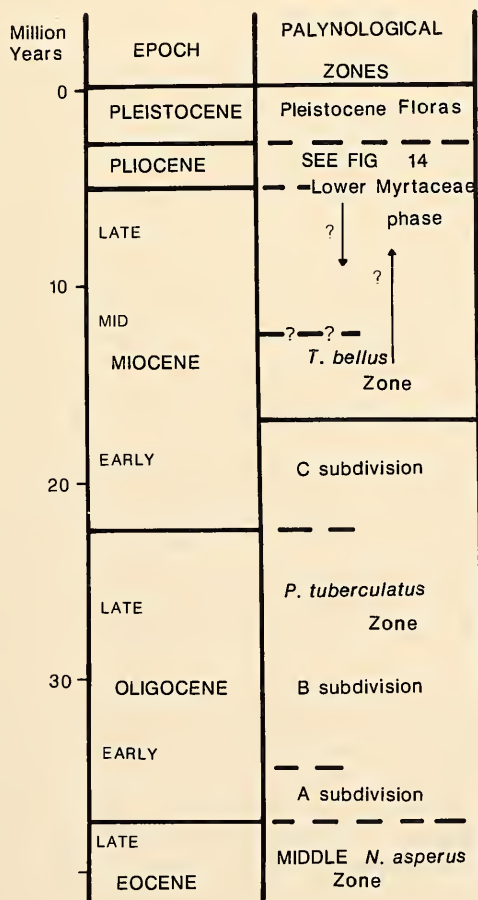 Million
Years
EPOCH
PALYNOLOGICAL
ZONES
0
PLEISTOCENE
Pleistocene Floras
PLIOCENE
SEE FIG 14
Lower Myrtaceae
phase
LATE
?
?
10
MID
? ?
MIOCENE
T. bellus
Zone
EARLY
C subdivision
20
P. tuberculatus
Zone
LATE
30
OLIGOCENE
B subdivision
EARLY
A subdivision
LATE
MIDDLE N. asperus
Zone
EOCENE